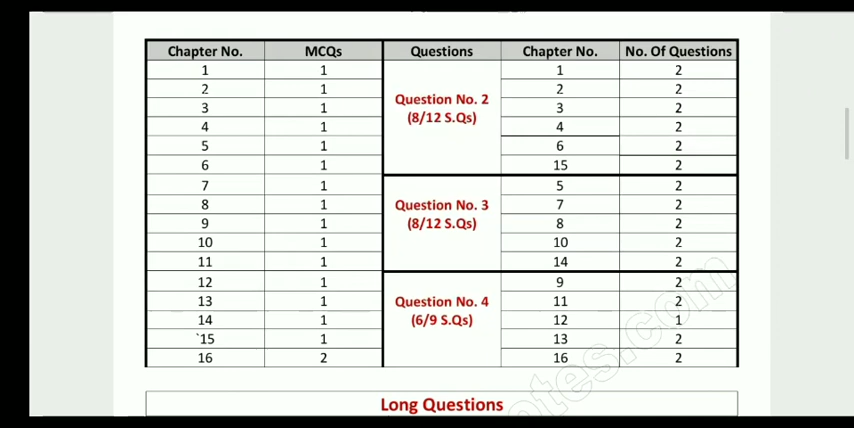 Chapter No. MCQs Questions Chapter No. No. Of Questions
1 1 1 2
2 1 2 2
Question No. 2
3 1 3 2
(8/12 S.Qs)
4 1 4 2
5 1 6 2
6 1 15 2
7 1 5 2
8 1 Question No. 3 7 2
9 1 (8/12 S.Qs) 8 2
10 1 10 2
11 1 14 2
12 1 9 2
13 1 Question No. 4 11 2
14 1 (6/9 S.Qs) 12 1
`15 1 13 2
16 2 16 2
Long Questions